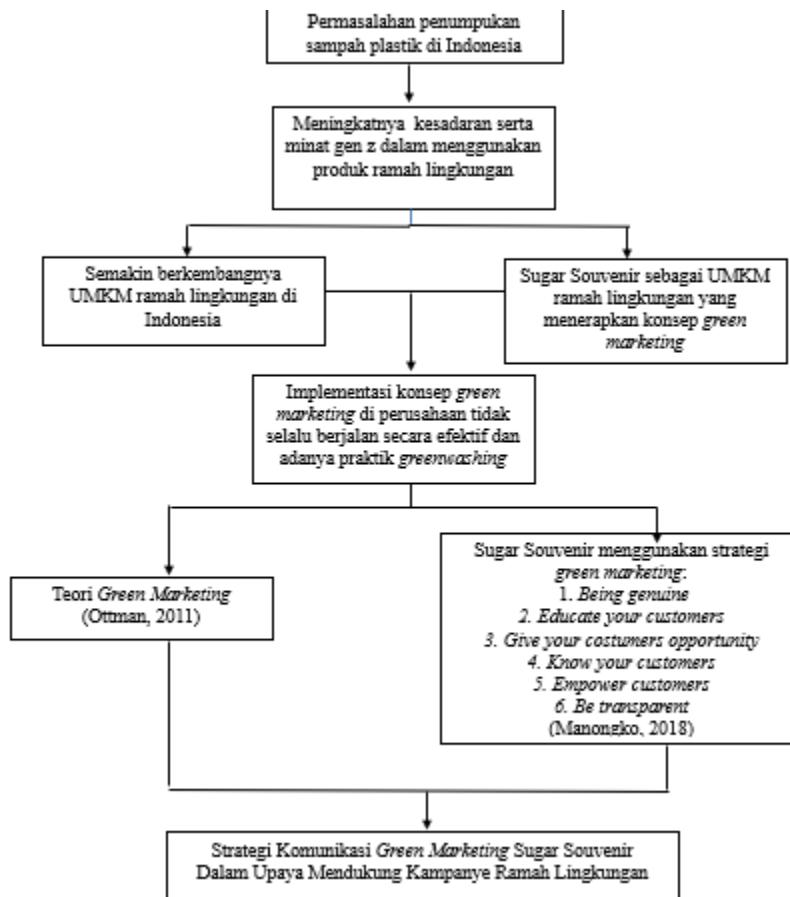 Permasalahan penumpukan
sampah plastik di Indonesia
Meningkatnya kesadaran serta
minat gen z dalam menggunakan
produk ramah lingkungan
Semakin berkembangnya
UMKM ramah lingkungan di
Indonesia
Sugar Souvenir sebagai UMKM
ramah lingkungan yang
menerapkan konsep green
marketing
Implementasi konsep green
marketing di perusahaan tidak
selalu berjalan secara efektif dan
adanya praktik greenwashing
Teori Green Marketing
(Ottman, 2011)
Sugar Souvenir menggunakan strategi
green marketing:
1. Being genuine
2. Educate your customers
3. Give your costumers opportunity
4. Know your customers
5. Empower customers
6. Be transparent
(Manongko, 2018)
Strategi Komunikasi Green Marketing Sugar Souvenir
Dalam Upaya Mendukung Kampanye Ramah Lingkungan